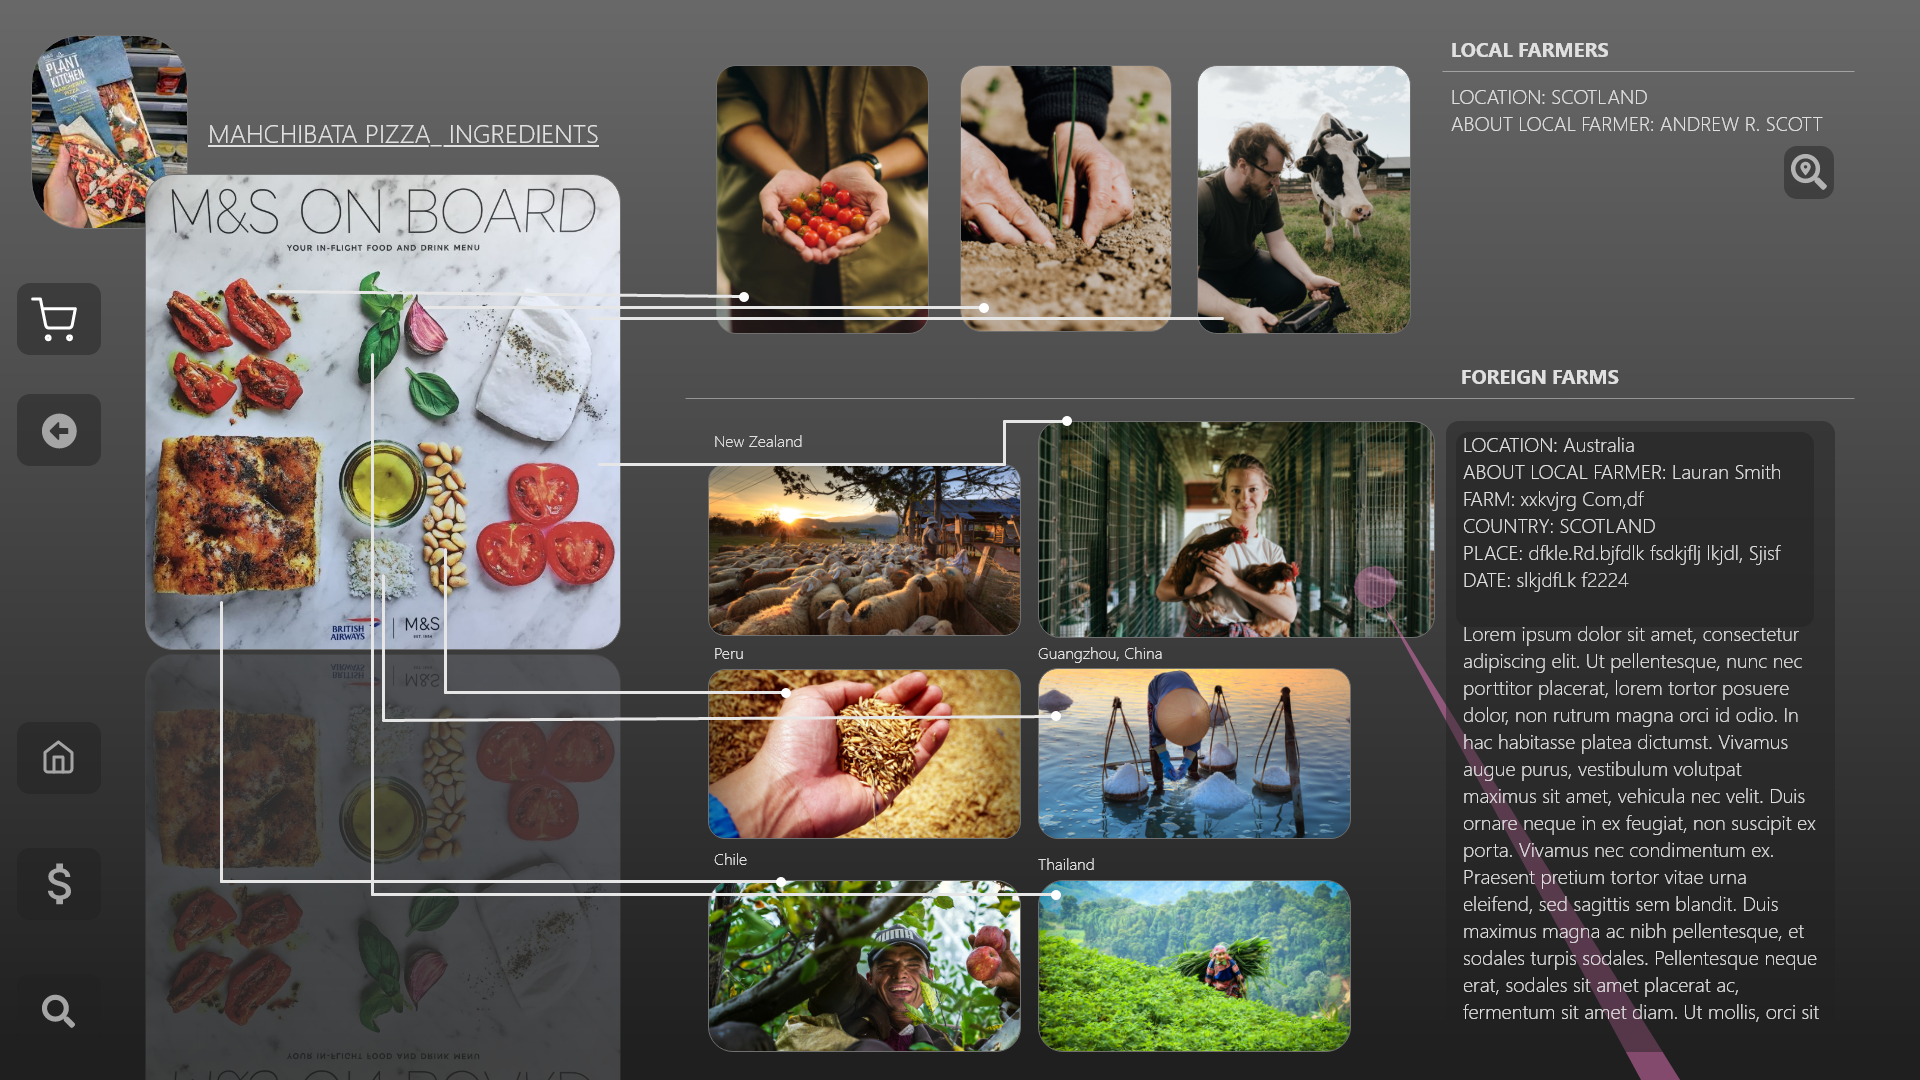 PLANT
KITCHEN
MAHCHIBATA PIZZA_ INGREDIENTS
M&S ON BOARD
YOUR IN-FLIGHT FOOD AND DRINK MENU
BRITISH
AIRWAYS
M&S
EST. 1884
LOCAL FARMERS
LOCATION: SCOTLAND
ABOUT LOCAL FARMER: ANDREW R. SCOTT
FOREIGN FARMS
New Zealand
Peru
Guangzhou, China
Chile
Thailand
LOCATION: Australia
ABOUT LOCAL FARMER: Lauran Smith
FARM: xxkvjrg Com,df
COUNTRY: SCOTLAND
PLACE: dfkle.Rd.bjfdlk fsdkjflj lkjdl, Sjisf
DATE: slkjdfLk f2224
Lorem ipsum dolor sit amet, consectetur
adipiscing elit. Ut pellentesque, nunc nec
porttitor placerat, lorem tortor posuere
dolor, non rutrum magna orci id odio. In
hac habitasse platea dictumst. Vivamus
augue purus, vestibulum volutpat
maximus sit amet, vehicula nec velit. Duis
ornare neque in ex feugiat, non suscipit ex
porta. Vivamus nec condimentum ex.
Praesent pretium tortor vitae urna
eleifend, sed sagittis sem blandit. Duis
maximus magna ac nibh pellentesque, et
sodales turpis sodales. Pellentesque neque
erat, sodales sit amet placerat ac,
fermentum sit amet diam. Ut mollis, orci sit